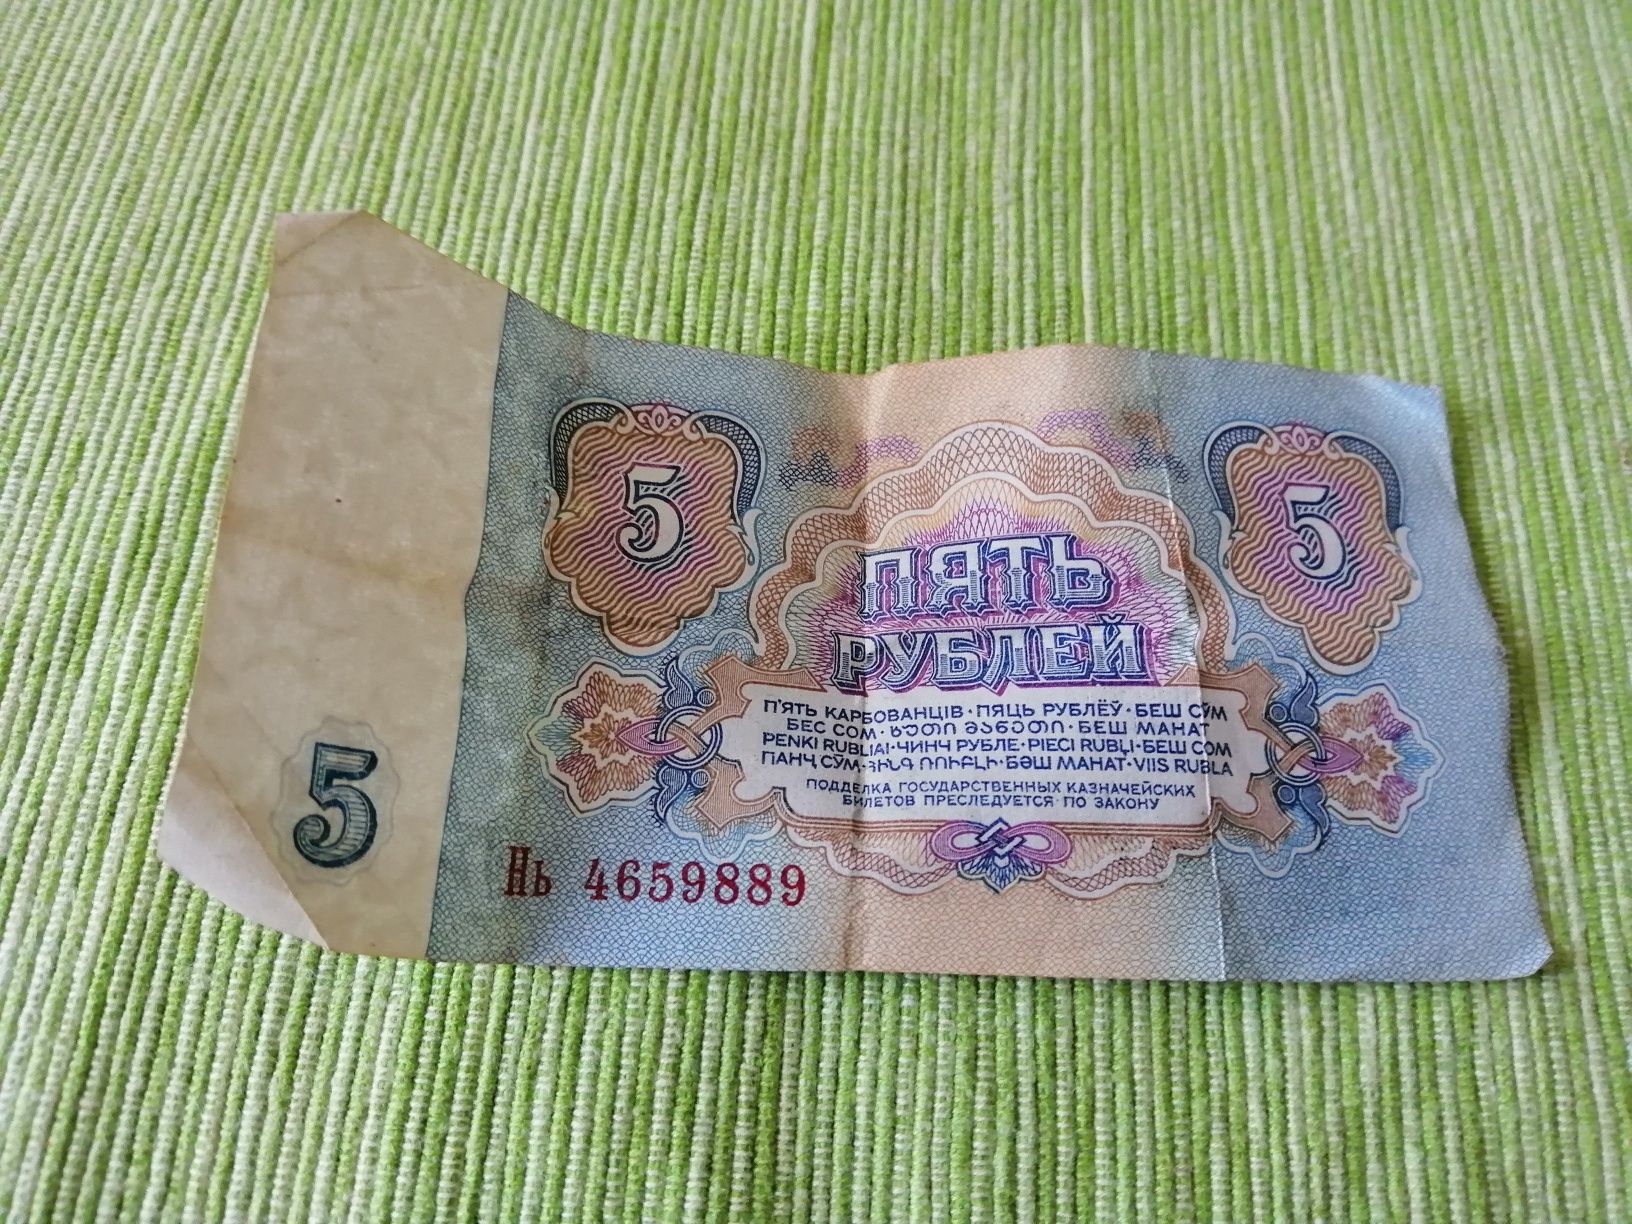 5
5
ПЯТЬ
РУБЛЕЙ
П'ЯТЬ КАРБОВАНЦІВ · ПЯЦЬ РУБЛЁЎ · БЕШ СЎМ
БЕС СОМ · ხუთი მანეთი · БЕШ МАНАТ
PENKI RUBLIAI · ЧИНЧ РУБЛЕ · PIECI RUBĻI · БЕШ СОМ
ПАНҶ СӮМ · ՀԻՆԳ ՌՈՒԲԼԻ · БӘШ МАНАТ · VIIS RUBLA
ПОДДЕЛКА ГОСУДАРСТВЕННЫХ КАЗНАЧЕЙСКИХ
БИЛЕТОВ ПРЕСЛЕДУЕТСЯ ПО ЗАКОНУ
5
Нь 4659889